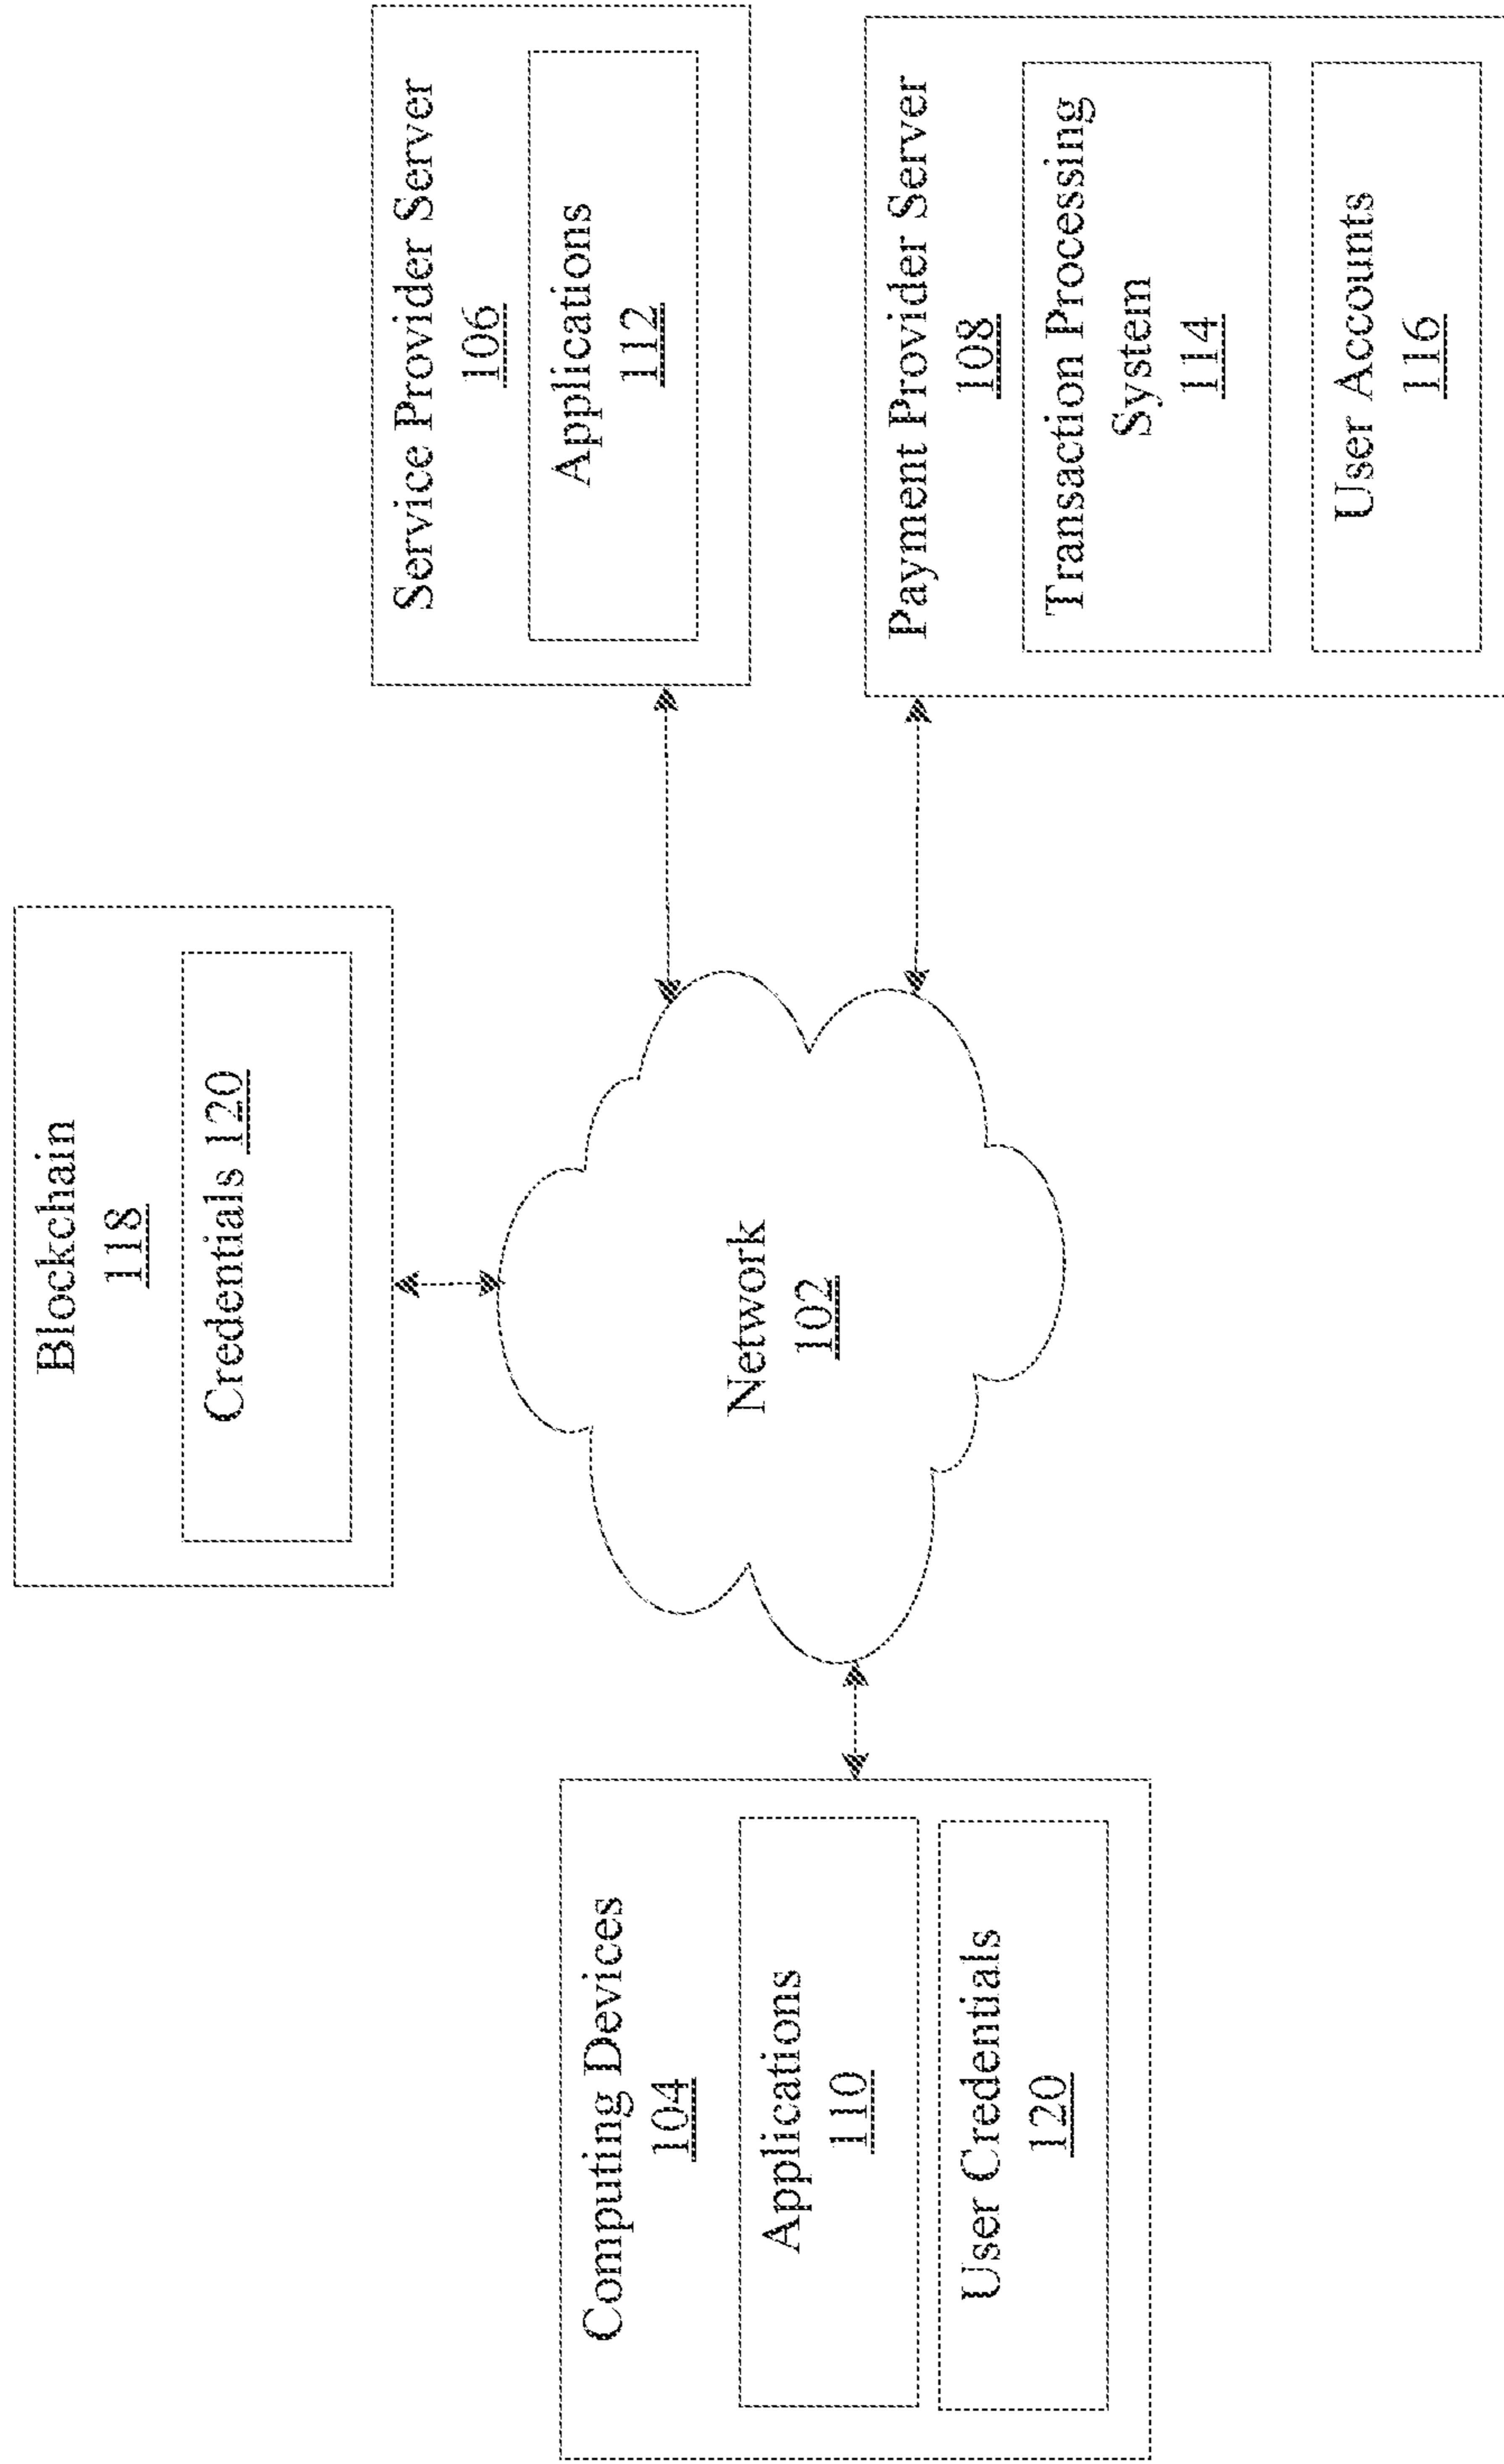 Blockchain
118
Credentials 120
Service Provider Server
106
Applications
112
Network
102
Computing Devices
104
Applications
110
User Credentials
120
Payment Provider Server
108
Transaction Processing
System
114
User Accounts
116